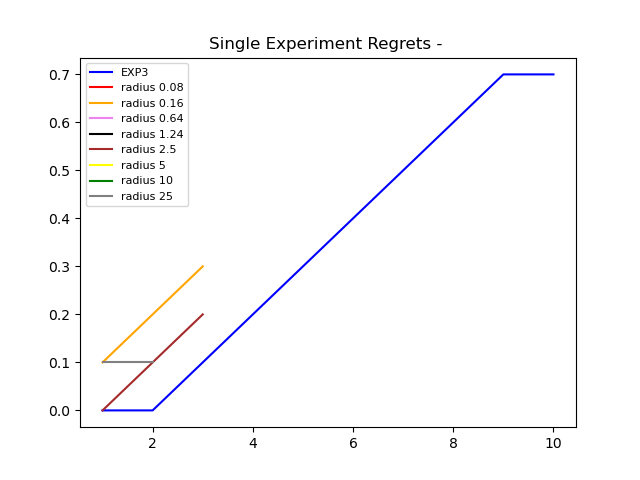 Single Experiment Regrets -
EXP3
radius 0.08
radius 0.16
radius 0.64
radius 1.24
radius 2.5
radius 5
radius 10
radius 25
0.7
0.6
0.5
0.4
0.3
0.2
0.1
0.0
2 4 6 8 10